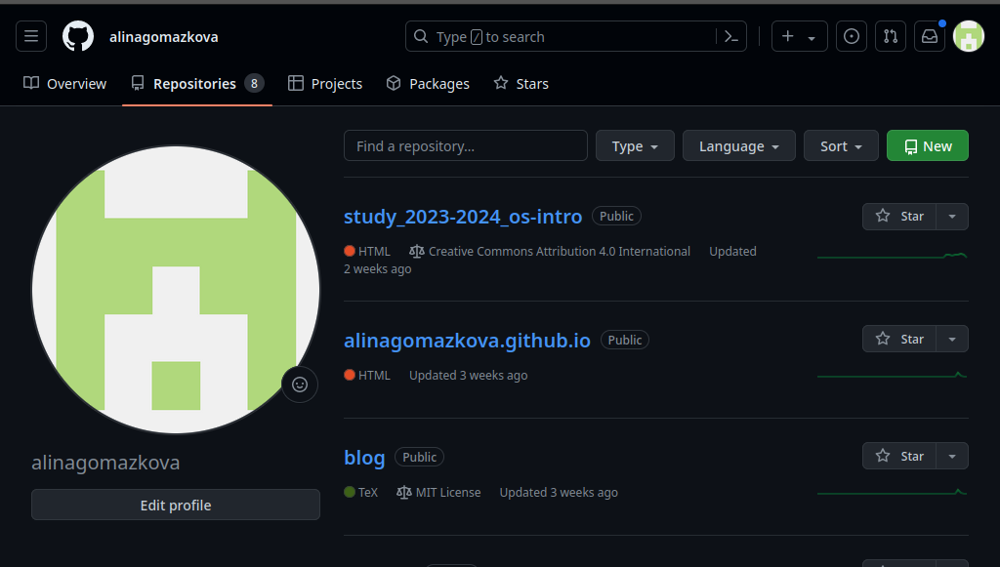 alinagomazkova
Type / to search
Overview
Repositories 8
Projects
Packages
Stars
Find a repository...
Type
Language
Sort
New
study_2023-2024_os-intro Public
Star
HTML Creative Commons Attribution 4.0 International Updated
2 weeks ago
alinagomazkova.github.io Public
Star
HTML Updated 3 weeks ago
blog Public
Star
TeX MIT License Updated 3 weeks ago
alinagomazkova
Edit profile